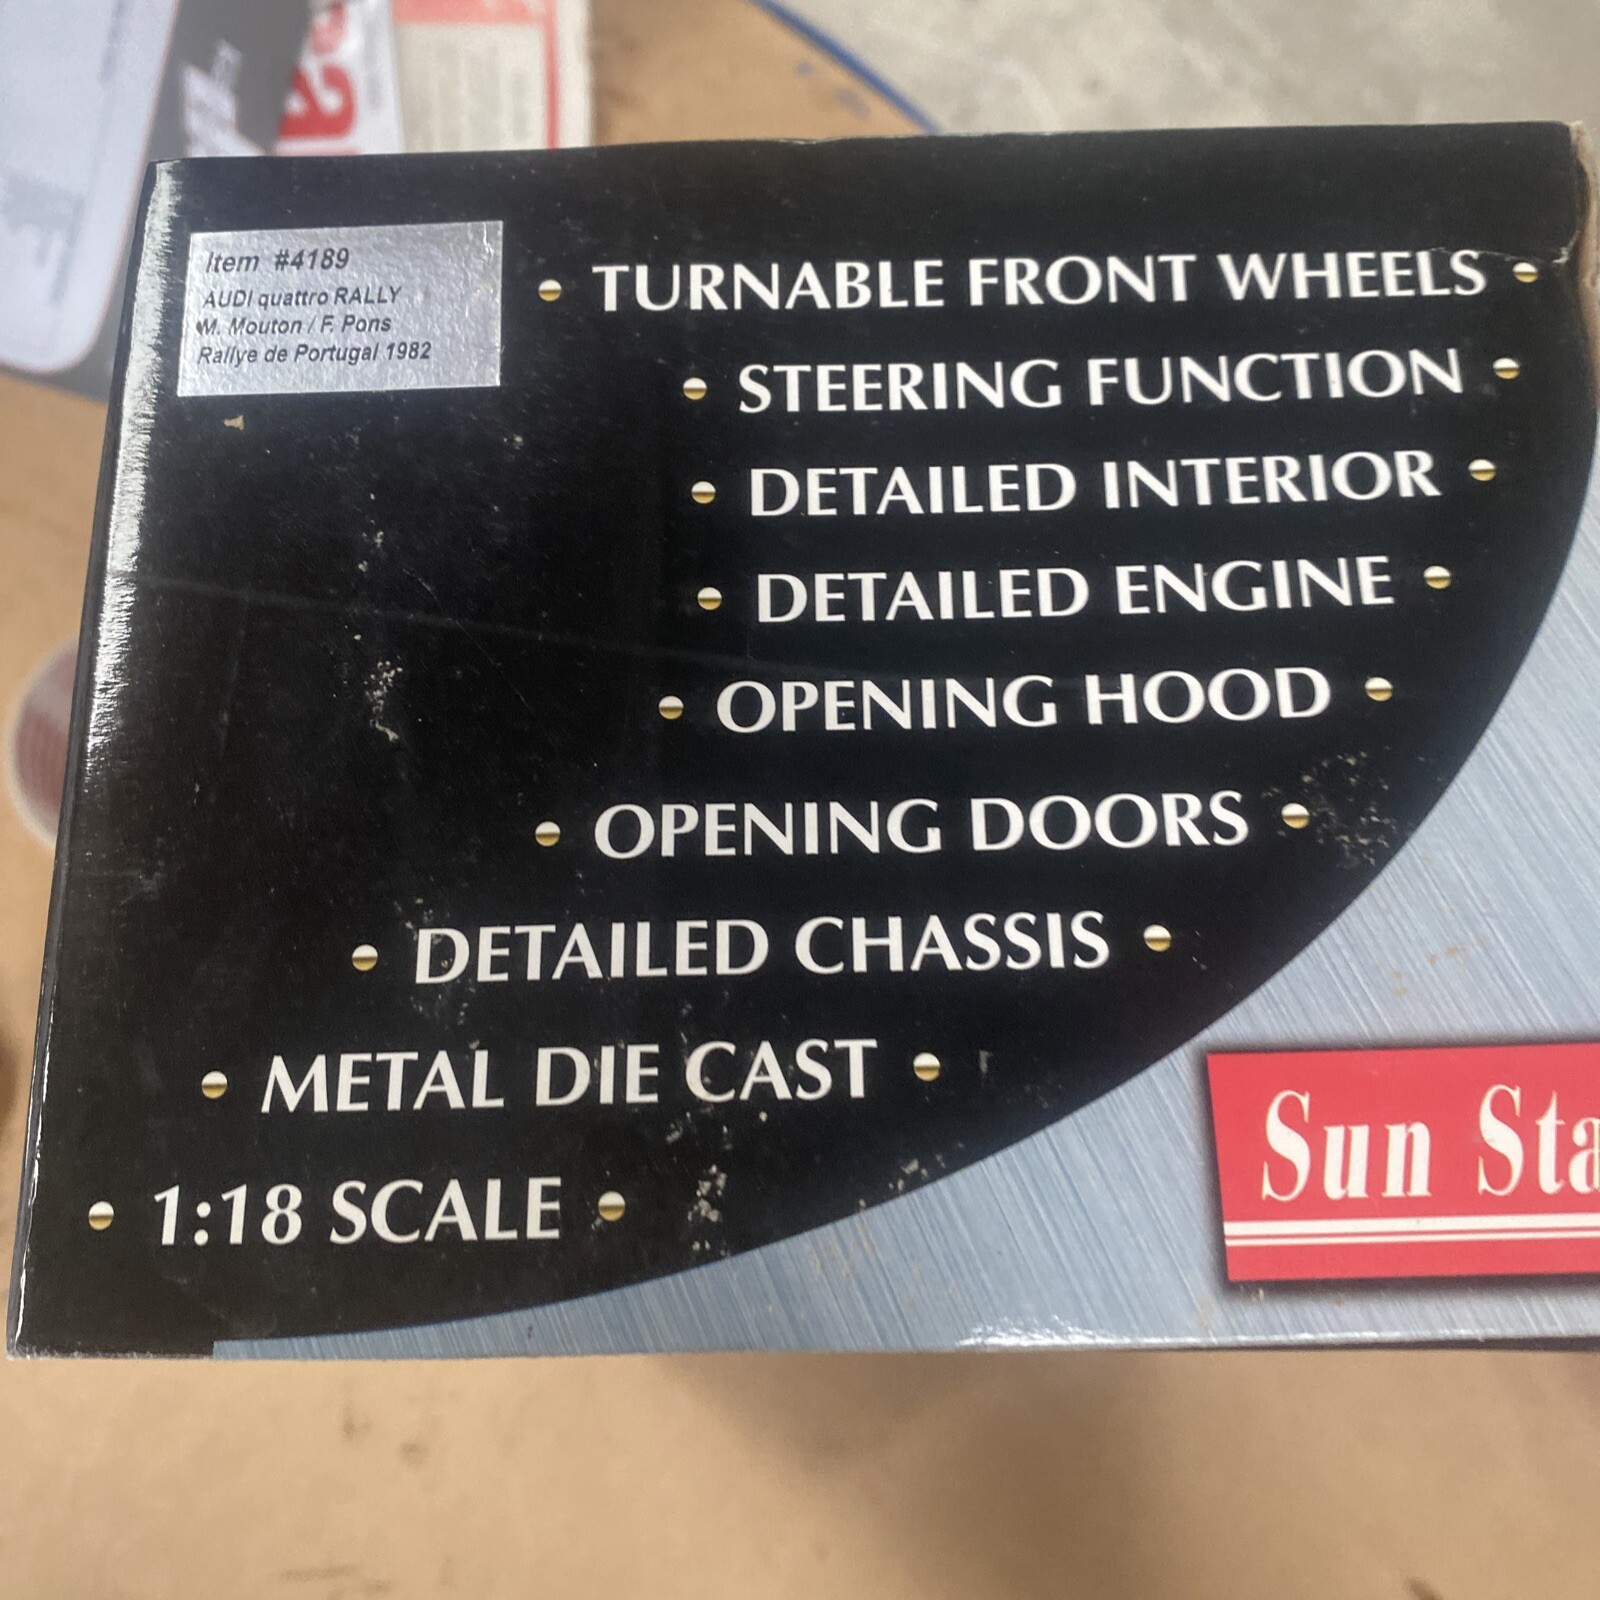 Item #4189
AUDI quattro RALLY
M. Mouton / F. Pons
Rallye de Portugal 1982
• TURNABLE FRONT WHEELS •
• STEERING FUNCTION •
• DETAILED INTERIOR •
• DETAILED ENGINE •
• OPENING HOOD •
• OPENING DOORS •
• DETAILED CHASSIS •
• METAL DIE CAST •
• 1:18 SCALE •
Sun Sta